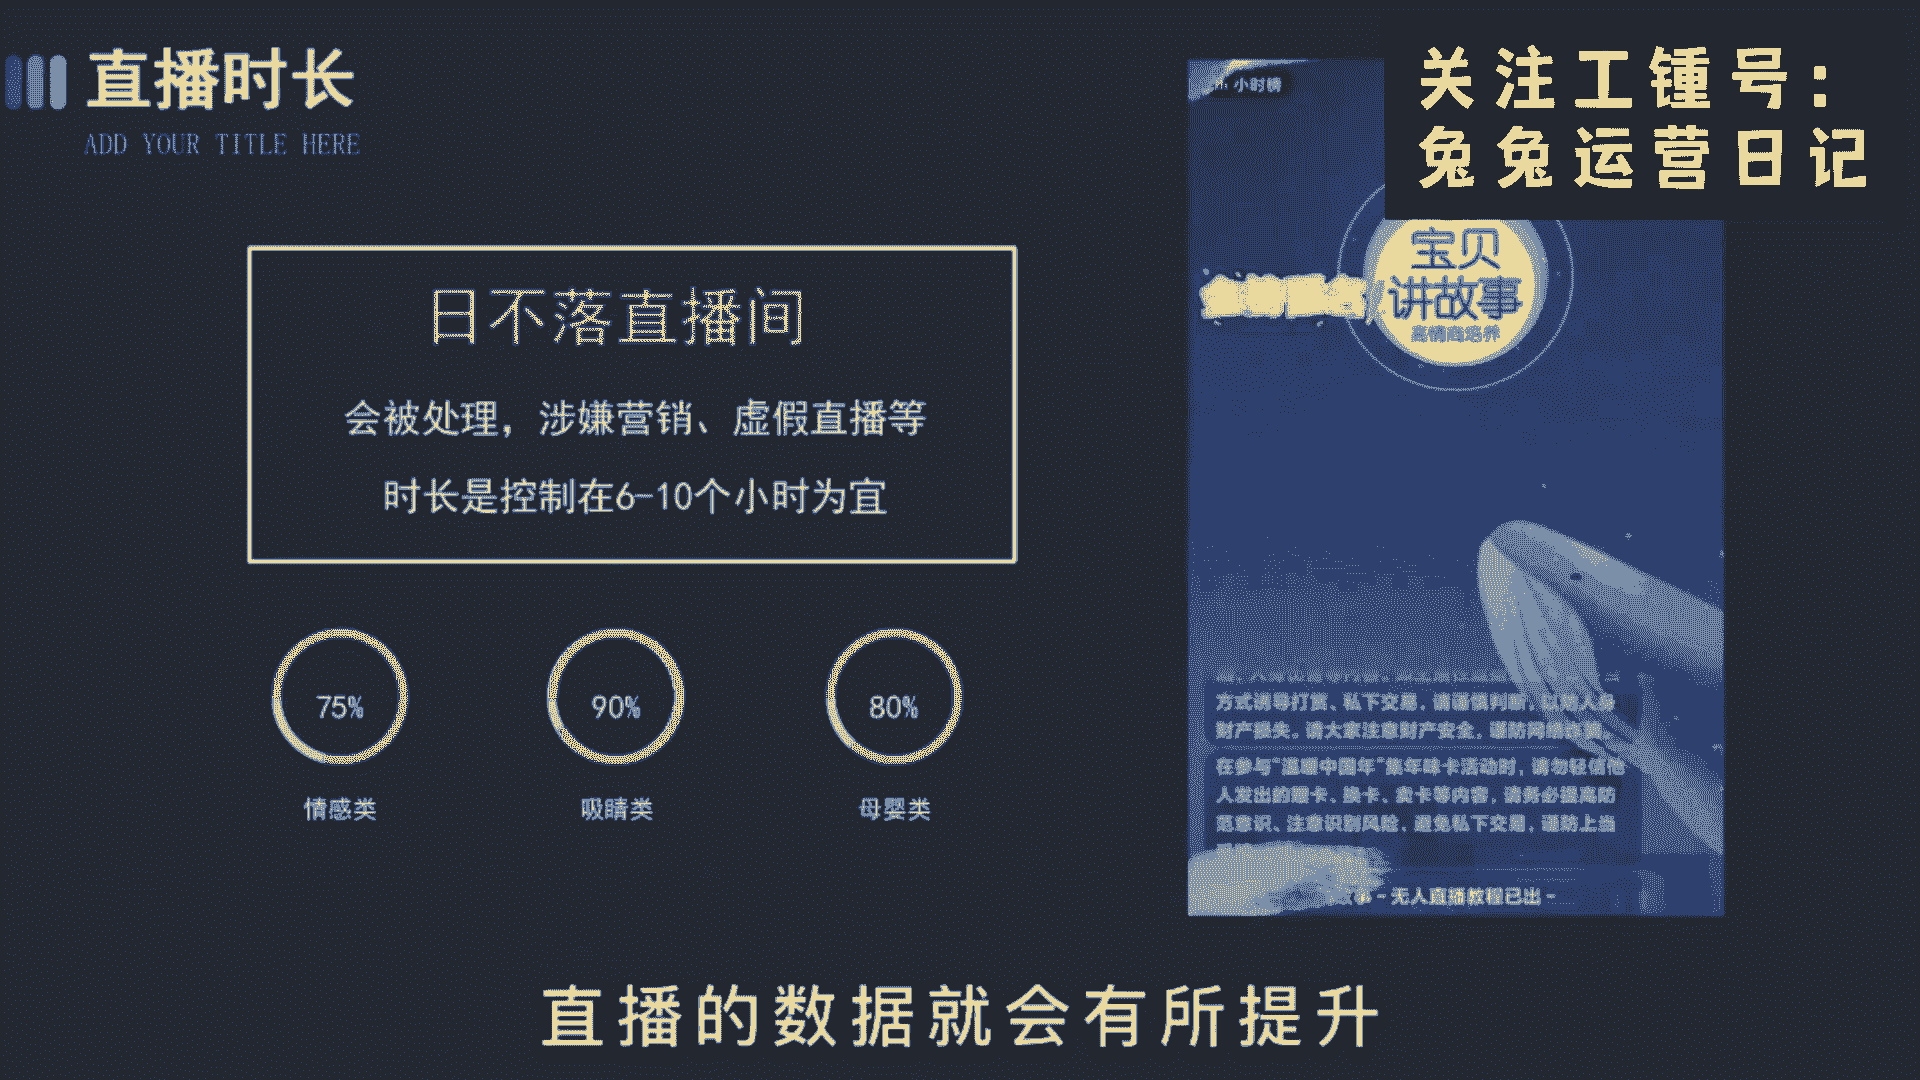 直播时长
ADD YOUR TITLE HERE
关注工锺号:
兔兔运营日记
小时榜
宝贝
讲故事
高情商培养
日不落直播间
会被处理，涉嫌营销、虚假直播等
时长是控制在6-10个小时为宜
75%
90%
80%
情感类
吸睛类
母婴类
方式诱导打赏、私下交易，请谨慎判断，以防人身
财产损失。请大家注意财产安全，谨防网络诈骗。
在参与“温暖中国年”集年味卡活动时，请勿轻信他
人发出的赠卡、换卡、卖卡等内容，请务必提高防
范意识、注意识别风险，避免私下交易，谨防上当
- 无人直播教程已出 -
直播的数据就会有所提升